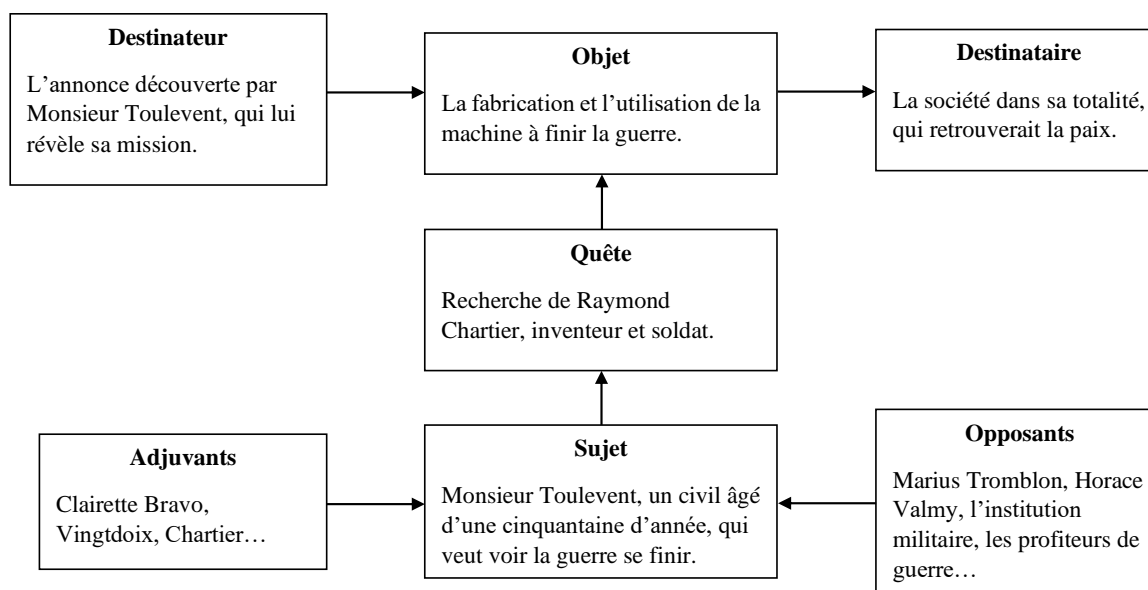 Destinateur
L’annonce découverte par
Monsieur Toulevent, qui lui
révèle sa mission.
Objet
La fabrication et l’utilisation de la
machine à finir la guerre.
Destinataire
La société dans sa totalité,
qui retrouverait la paix.
Quête
Recherche de Raymond
Chartier, inventeur et soldat.
Adjuvants
Clairette Bravo,
Vingtdoix, Chartier…
Sujet
Monsieur Toulevent, un civil âgé
d’une cinquantaine d’année, qui
veut voir la guerre se finir.
Opposants
Marius Tromblon, Horace
Valmy, l’institution
militaire, les profiteurs de
guerre…